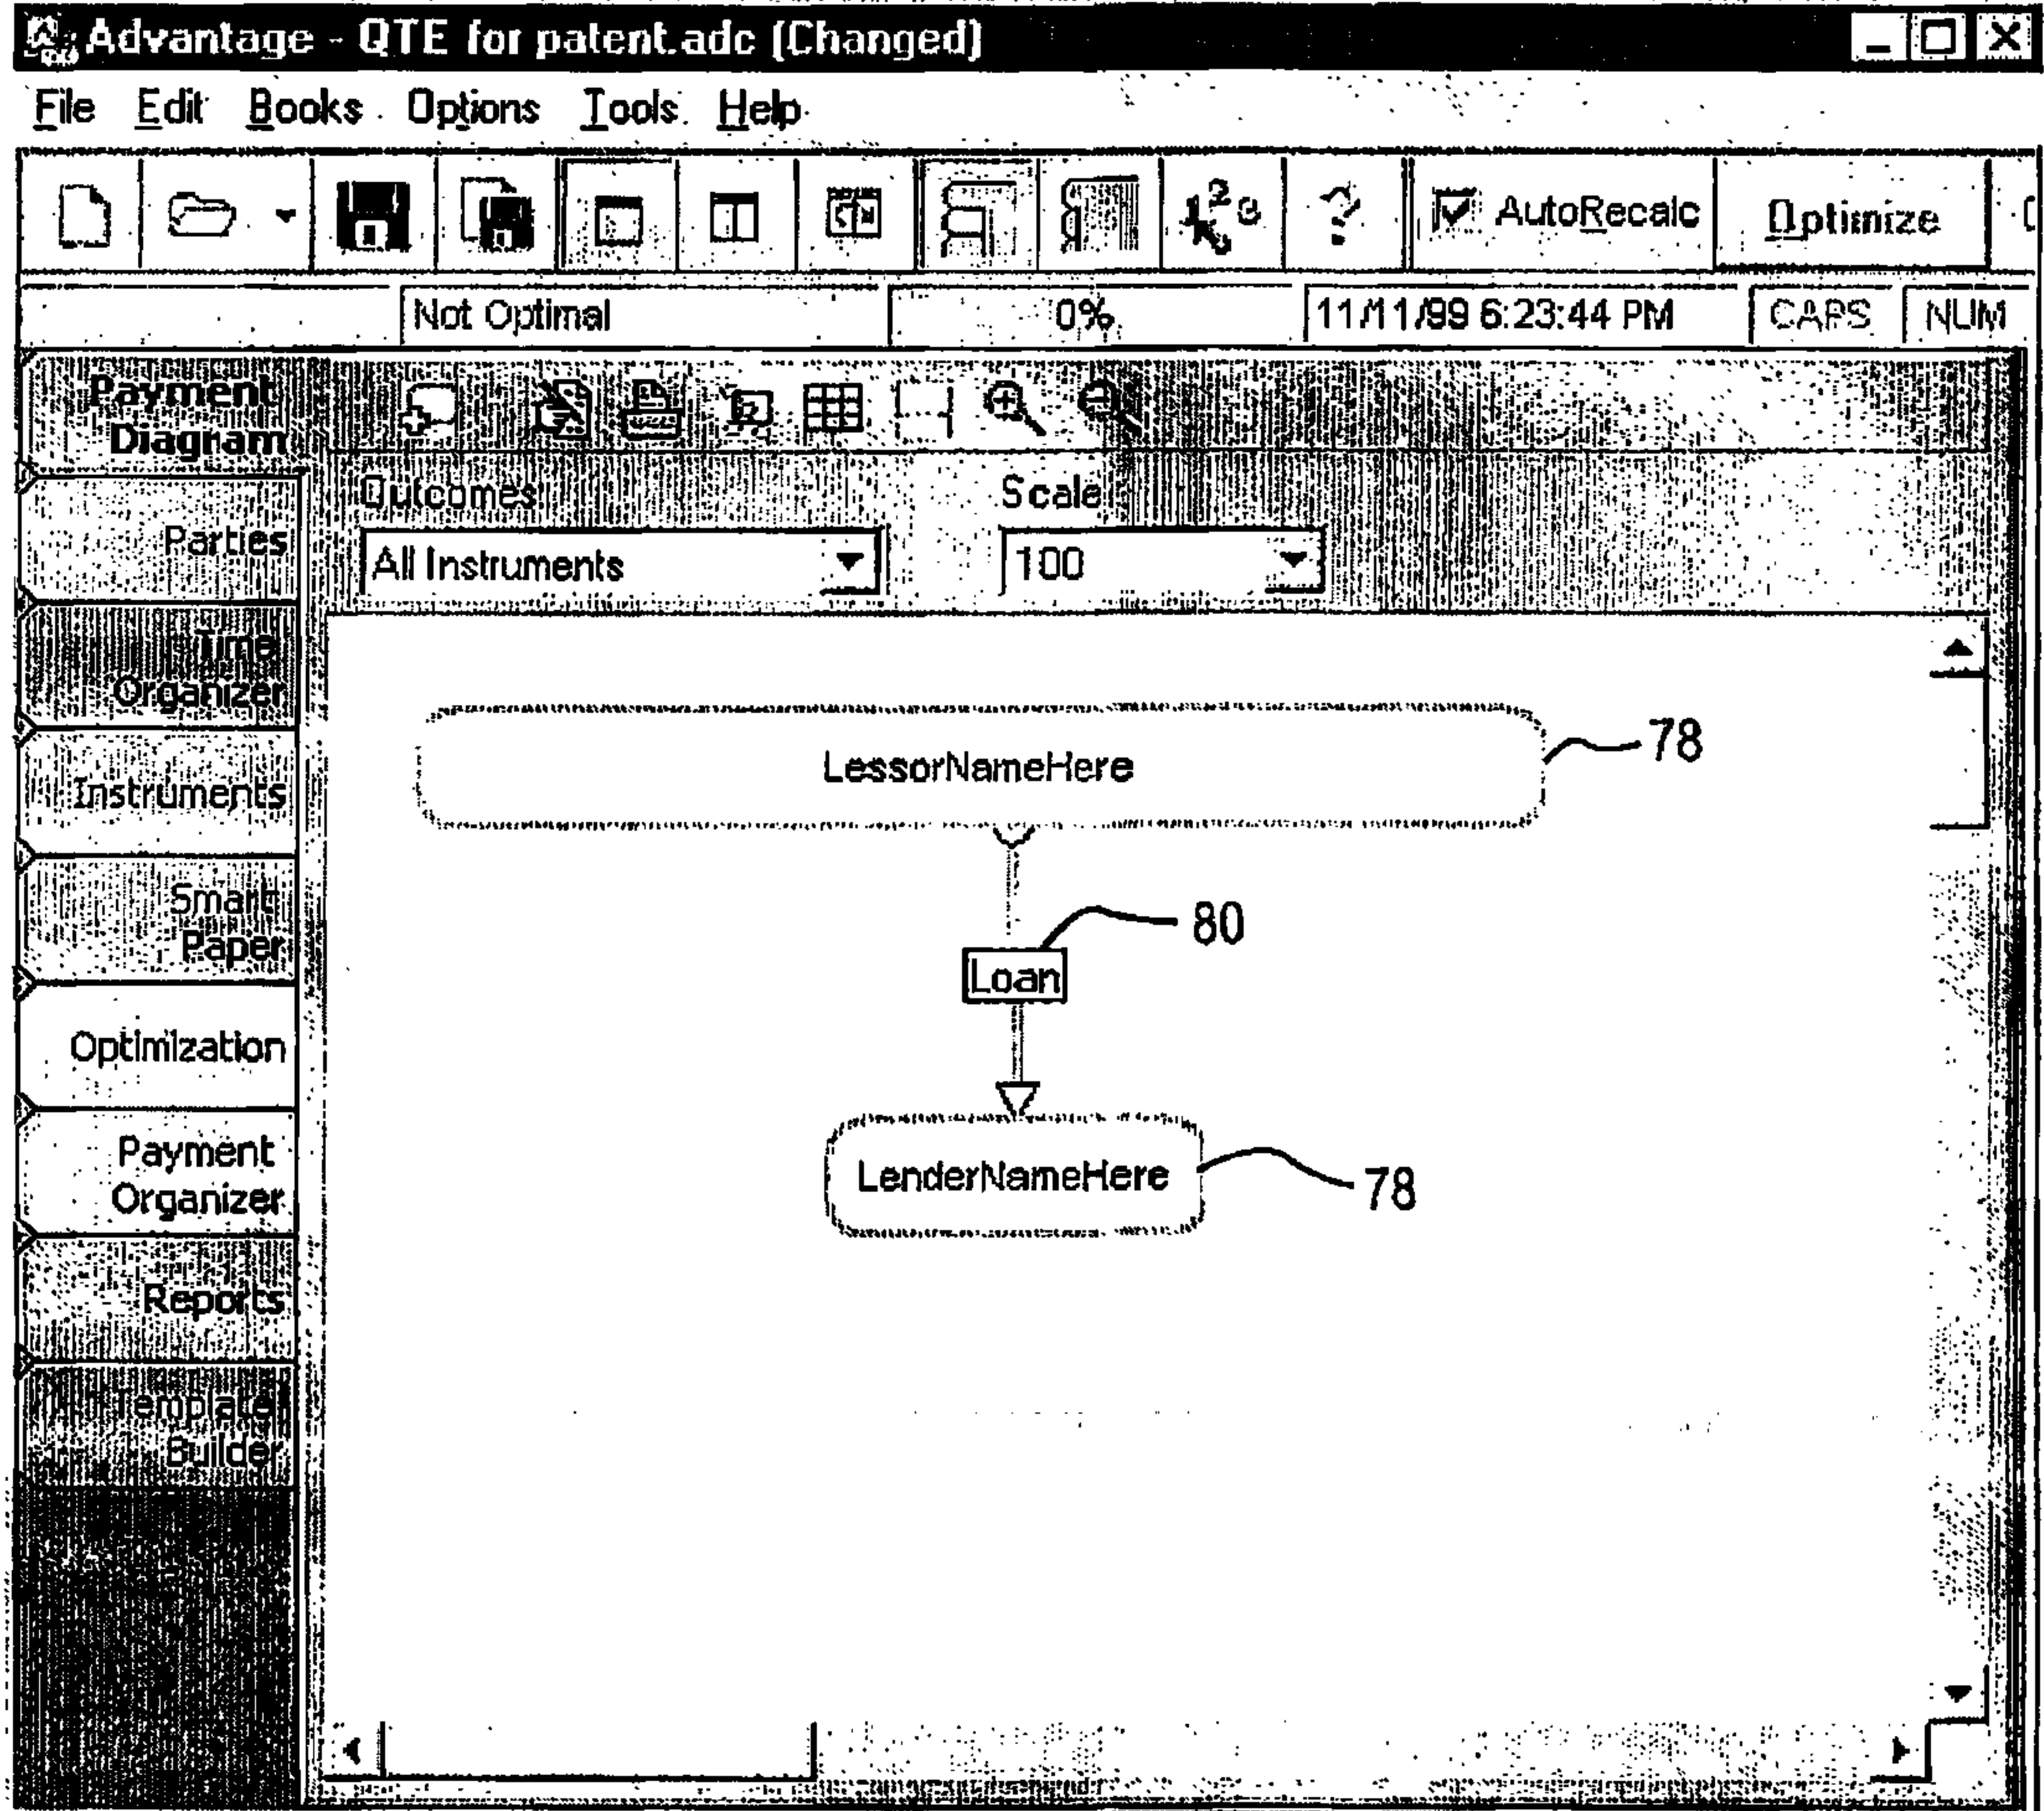 Advantage - QTE for patent.adc (Changed)
File Edit Books Options Tools Help
AutoRecalc Optimize
Not Optimal 0% 11/11/99 6:23:44 PM CAPS NUM
Payment
Diagram
Outcomes Scale
Parties
All Instruments 100
Time
Organizer
LessorNameHere 78
Instruments
Smart
Paper
80
Loan
Optimization
Payment
Organizer
LenderNameHere 78
Reports
Template
Builder